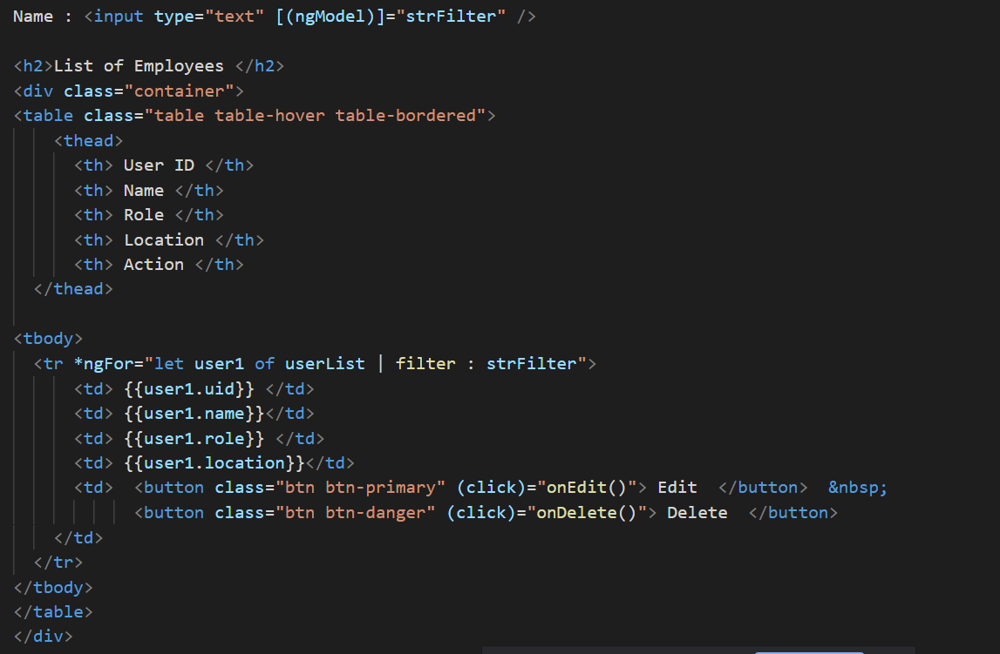 Name : <input type="text" [(ngModel)]="strFilter" />
<h2>List of Employees </h2>
<div class="container">
<table class="table table-hover table-bordered">
<thead>
<th> User ID </th>
<th> Name </th>
<th> Role </th>
<th> Location </th>
<th> Action </th>
</thead>
<tbody>
<tr *ngFor="let user1 of userList | filter : strFilter">
<td> {{user1.uid}} </td>
<td> {{user1.name}}</td>
<td> {{user1.role}} </td>
<td> {{user1.location}}</td>
<td>  <button class="btn btn-primary" (click)="onEdit()"> Edit  </button>  &nbsp;
<button class="btn btn-danger" (click)="onDelete()"> Delete  </button>
</td>
</tr>
</tbody>
</table>
</div>